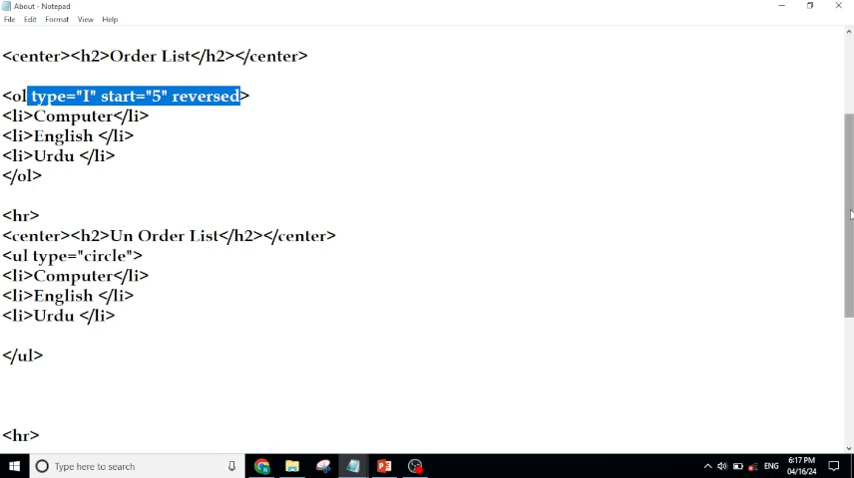 About - Notepad
File Edit Format View Help
<center><h2>Order List</h2></center>
<ol type="I" start="5" reversed>
<li>Computer</li>
<li>English </li>
<li>Urdu </li>
</ol>
<hr>
<center><h2>Un Order List</h2></center>
<ul type="circle">
<li>Computer</li>
<li>English </li>
<li>Urdu </li>
</ul>
<hr>
Type here to search
ENG
6:17 PM
04/16/24